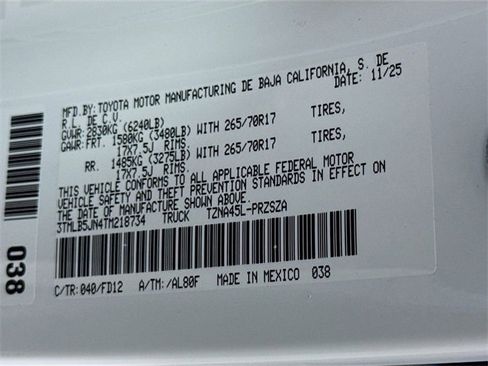 MFD.BY:TOYOTA MOTOR MANUFACTURING DE BAJA CALIFORNIA, S. DE
R.L. DE C.V. DATE: 11/25
GVWR:2830KG (6240LB)
GAWR:FRT. 1580KG (3480LB) WITH 265/70R17 TIRES,
17X7.5J RIMS.
RR. 1485KG (3275LB) WITH 265/70R17 TIRES,
17X7.5J RIMS.
THIS VEHICLE CONFORMS TO ALL APPLICABLE FEDERAL MOTOR
VEHICLE SAFETY AND THEFT PREVENTION STANDARDS IN EFFECT ON
THE DATE OF MANUFACTURE SHOWN ABOVE.
3TMLB5JN4TM218734 TRUCK TZNA45L-PRZSZA
C/TR:040/FD12 A/TM:/AL80F MADE IN MEXICO 038
038